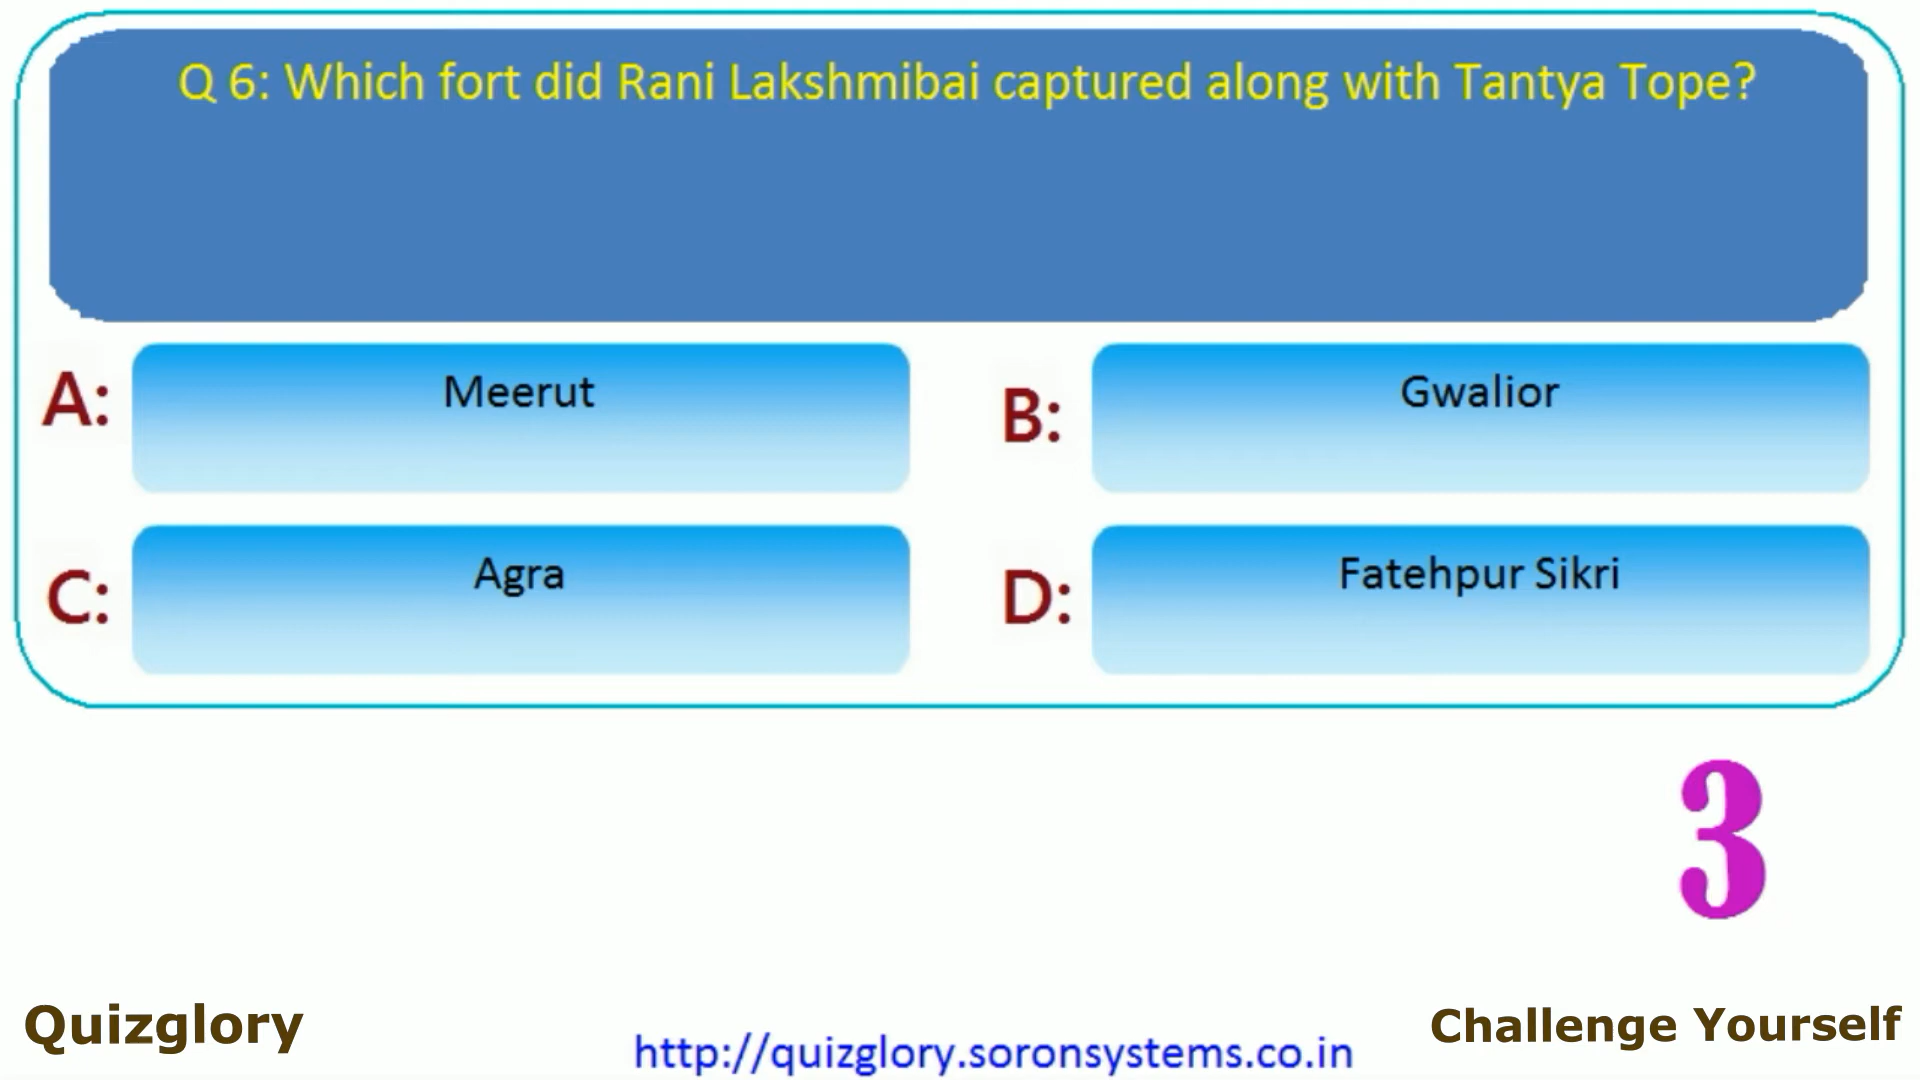 Q 6: Which fort did Rani Lakshmibai captured along with Tantya Tope?
A: Meerut
B: Gwalior
C: Agra
D: Fatehpur Sikri
3
Quizglory
http://quizglory.soronsystems.co.in
Challenge Yourself